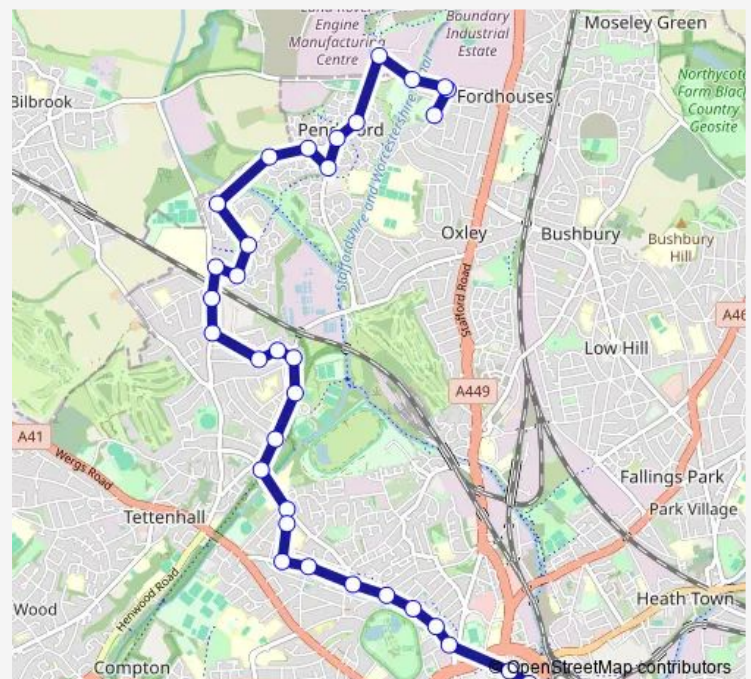 Land Rover
Engine
Manufacturing
Centre
Boundary
Industrial
Estate
Moseley Green
Bilbrook
Fordhouses
Northycote
Farm Black
Country
Geosite
Staffordshire and Worcestershire Canal
Oxley
Bushbury
Bushbury
Hill
Stafford Road
Low Hill
A449
A41
Wergs Road
Fallings Park
Park Village
Tettenhall
Henwood Road
Heath Town
Wood
Compton
© OpenStreetMap contributors